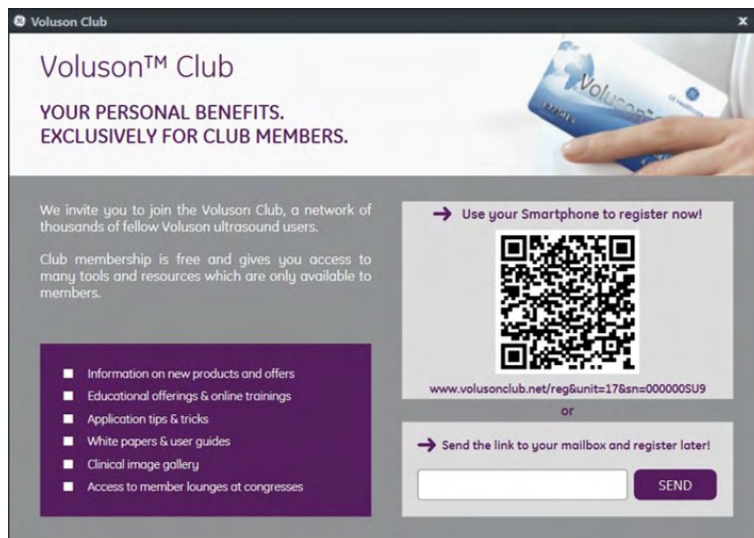 Voluson Club
Voluson™ Club
YOUR PERSONAL BENEFITS.
EXCLUSIVELY FOR CLUB MEMBERS.
Voluson
GE Healthcare
We invite you to join the Voluson Club, a network of
thousands of fellow Voluson ultrasound users.
Club membership is free and gives you access to
many tools and resources which are only available to
members.
Information on new products and offers
Educational offerings & online trainings
Application tips & tricks
White papers & user guides
Clinical image gallery
Access to member lounges at congresses
Use your Smartphone to register now!
www.volusonclub.net/reg&unit=17&sn=000000SU9
or
Send the link to your mailbox and register later!
SEND